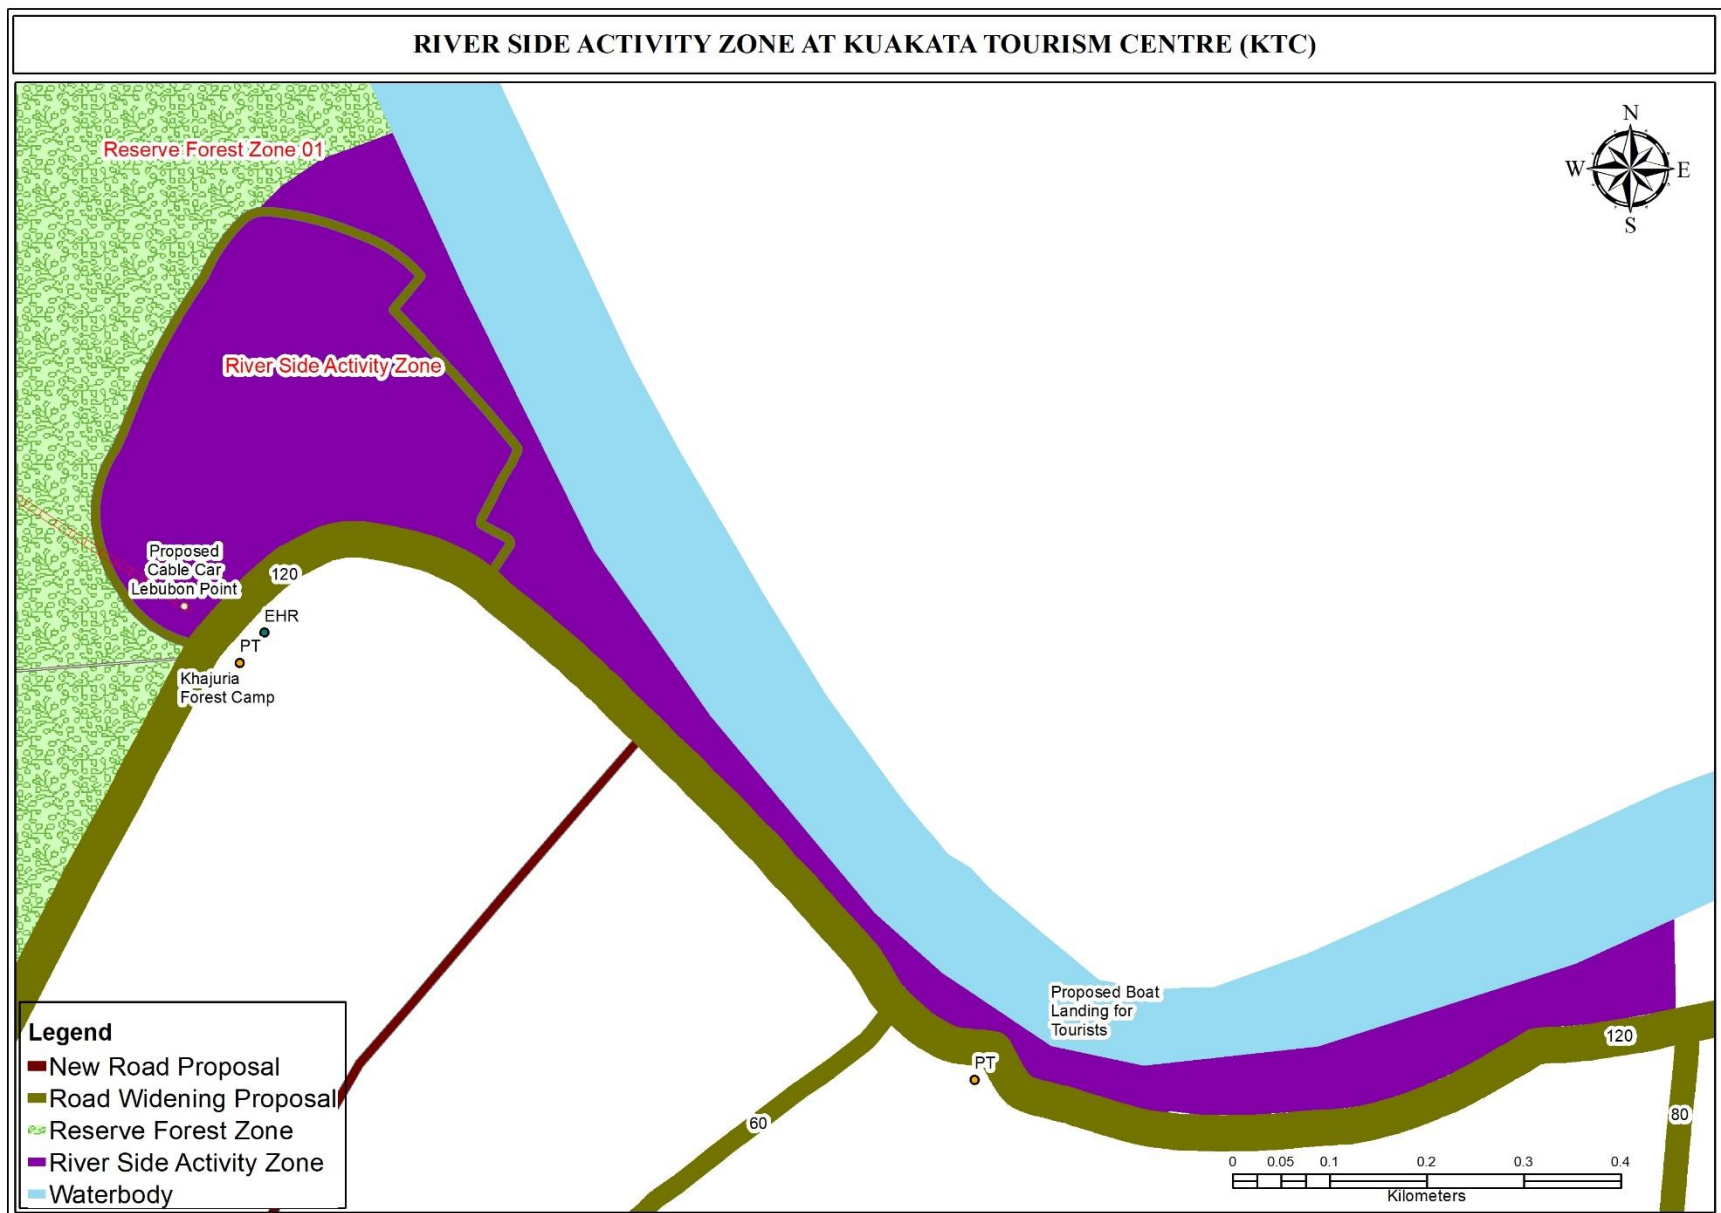 RIVER SIDE ACTIVITY ZONE AT KUAKATA TOURISM CENTRE (KTC)
N
W
E
S
Reserve Forest Zone 01
River Side Activity Zone
Proposed
Cable Car
Lebubon Point
120
EHR
PT
Khajuria
Forest Camp
Proposed Boat
Landing for
Tourists
PT
120
60
80
Legend
New Road Proposal
Road Widening Proposal
Reserve Forest Zone
River Side Activity Zone
Waterbody
0 0.05 0.1 0.2 0.3 0.4
Kilometers